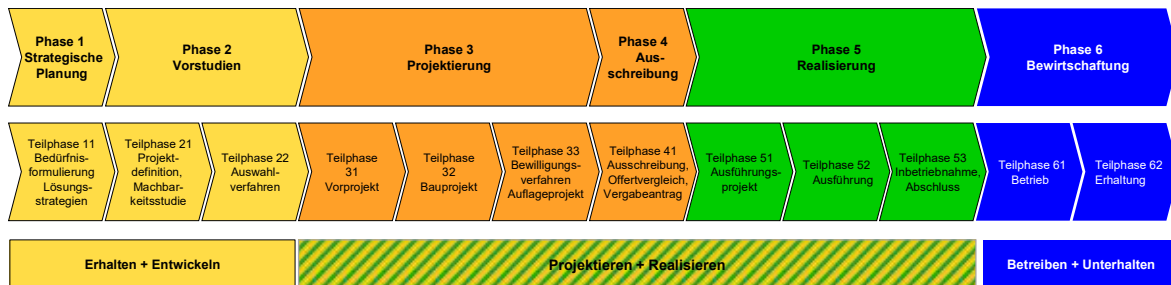 Phase 1
Strategische
Planung
Phase 2
Vorstudien
Phase 3
Projektierung
Phase 4
Aus-
schreibung
Phase 5
Realisierung
Phase 6
Bewirtschaftung
Teilphase 11
Bedürfnis-
formulierung
Lösungs-
strategien
Teilphase 21
Projekt-
definition,
Machbar-
keitsstudie
Teilphase 22
Auswahl-
verfahren
Teilphase
31
Vorprojekt
Teilphase
32
Bauprojekt
Teilphase 33
Bewilligungs-
verfahren
Auflageprojekt
Teilphase 41
Ausschreibung,
Offertvergleich,
Vergabeantrag
Teilphase 51
Ausführungs-
projekt
Teilphase 52
Ausführung
Teilphase 53
Inbetriebnahme,
Abschluss
Teilphase 61
Betrieb
Teilphase 62
Erhaltung
Erhalten + Entwickeln
Projektieren + Realisieren
Betreiben + Unterhalten